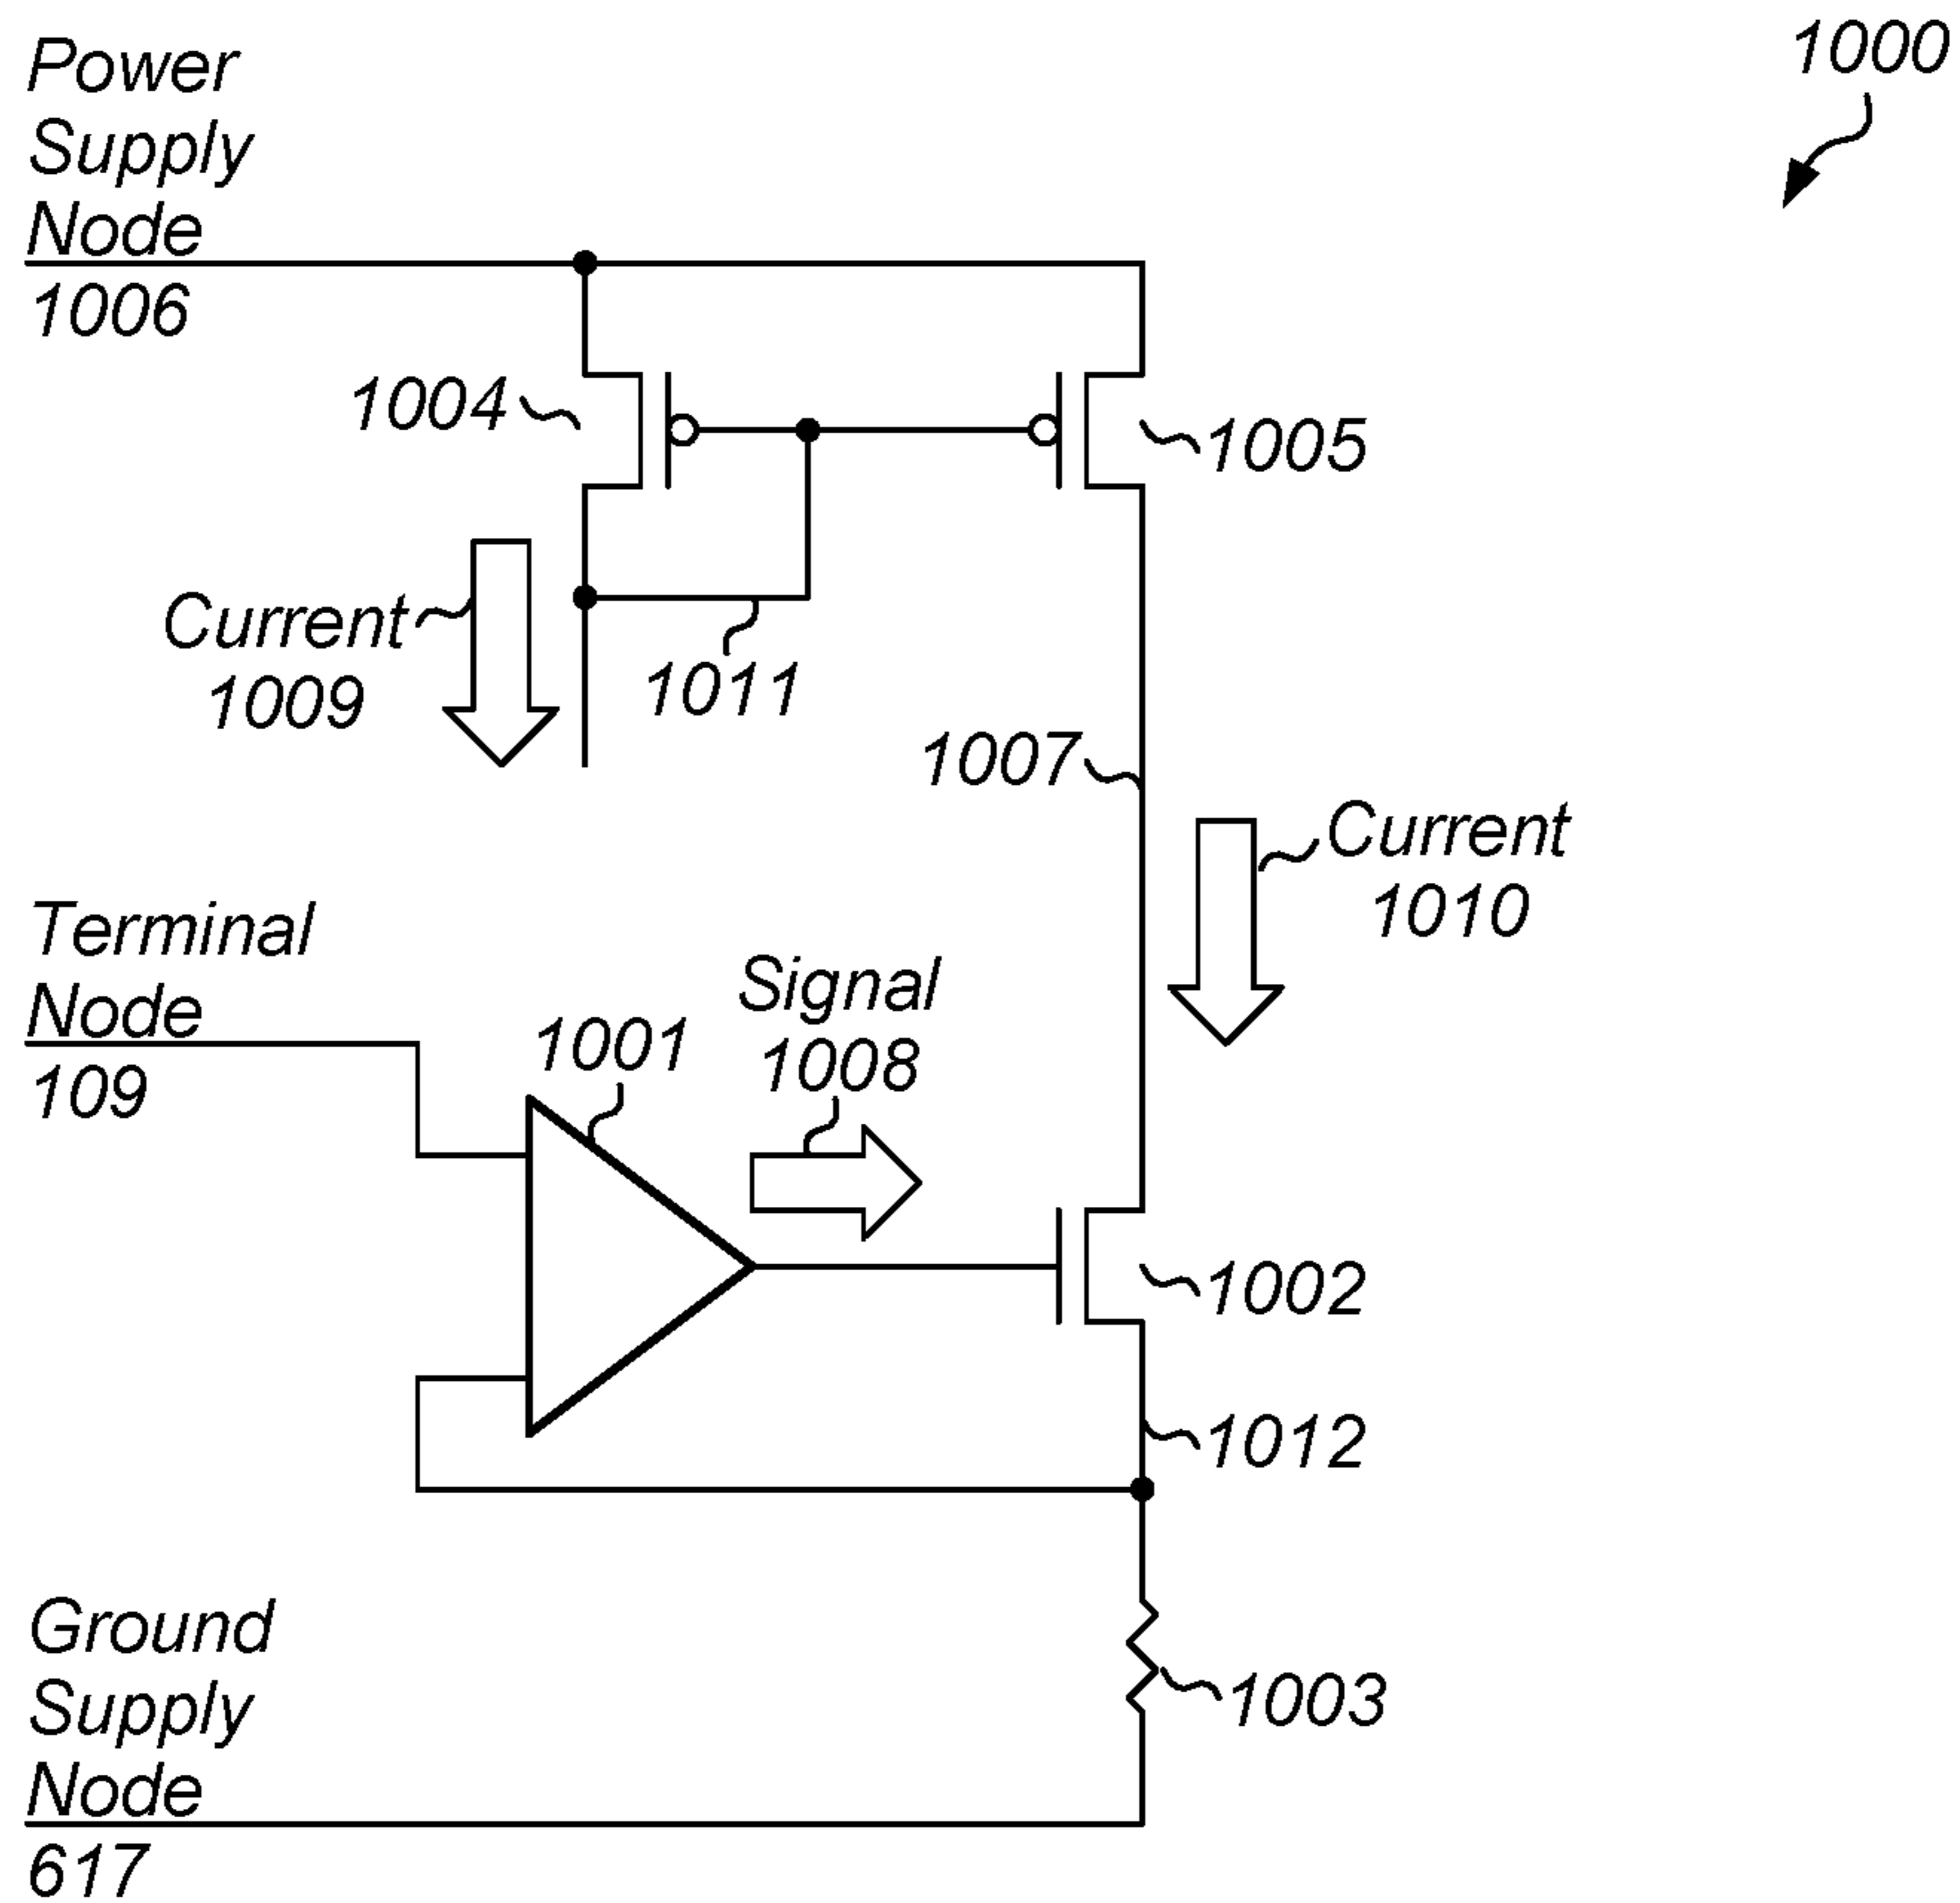 1000
Power
Supply
Node
1006
1004
1005
Current
1009
1011
1007
Current
1010
Terminal
Node
109
Signal
1008
1001
1002
1012
Ground
Supply
Node
617
1003